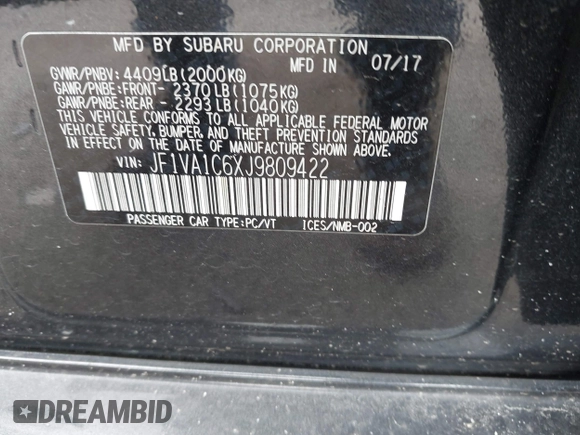 MFD BY SUBARU CORPORATION
GVWR/PNBV: 4409LB(2000KG) MFD IN 07/17
GAWR/PNBE:FRONT- 2370LB(1075KG)
GAWR/PNBE:REAR - 2293LB(1040KG)
THIS VEHICLE CONFORMS TO ALL APPLICABLE FEDERAL MOTOR
VEHICLE SAFETY, BUMPER, AND THEFT PREVENTION STANDARDS
IN EFFECT ON THE DATE OF MANUFACTURE SHOWN ABOVE.
VIN: JF1VA1C6XJ9809422
PASSENGER CAR TYPE:PC/VT ICES/NMB-002
DREAMBID